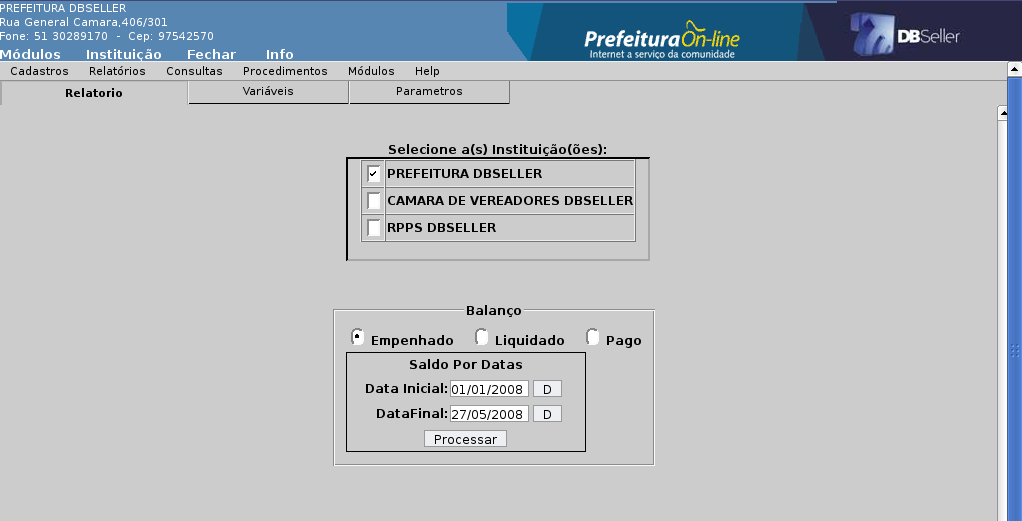 PREFEITURA DBSELLER
Rua General Camara,406/301
Fone: 51 30289170 - Cep: 97542570
Módulos Instituição Fechar Info
PrefeituraOn-line
Internet a serviço da comunidade
DBSeller
Cadastros Relatórios Consultas Procedimentos Módulos Help
Relatorio Variáveis Parametros
Selecione a(s) Instituição(ões):
PREFEITURA DBSELLER
CAMARA DE VEREADORES DBSELLER
RPPS DBSELLER
Balanço
Empenhado Liquidado Pago
Saldo Por Datas
Data Inicial: 01/01/2008 D
DataFinal: 27/05/2008 D
Processar